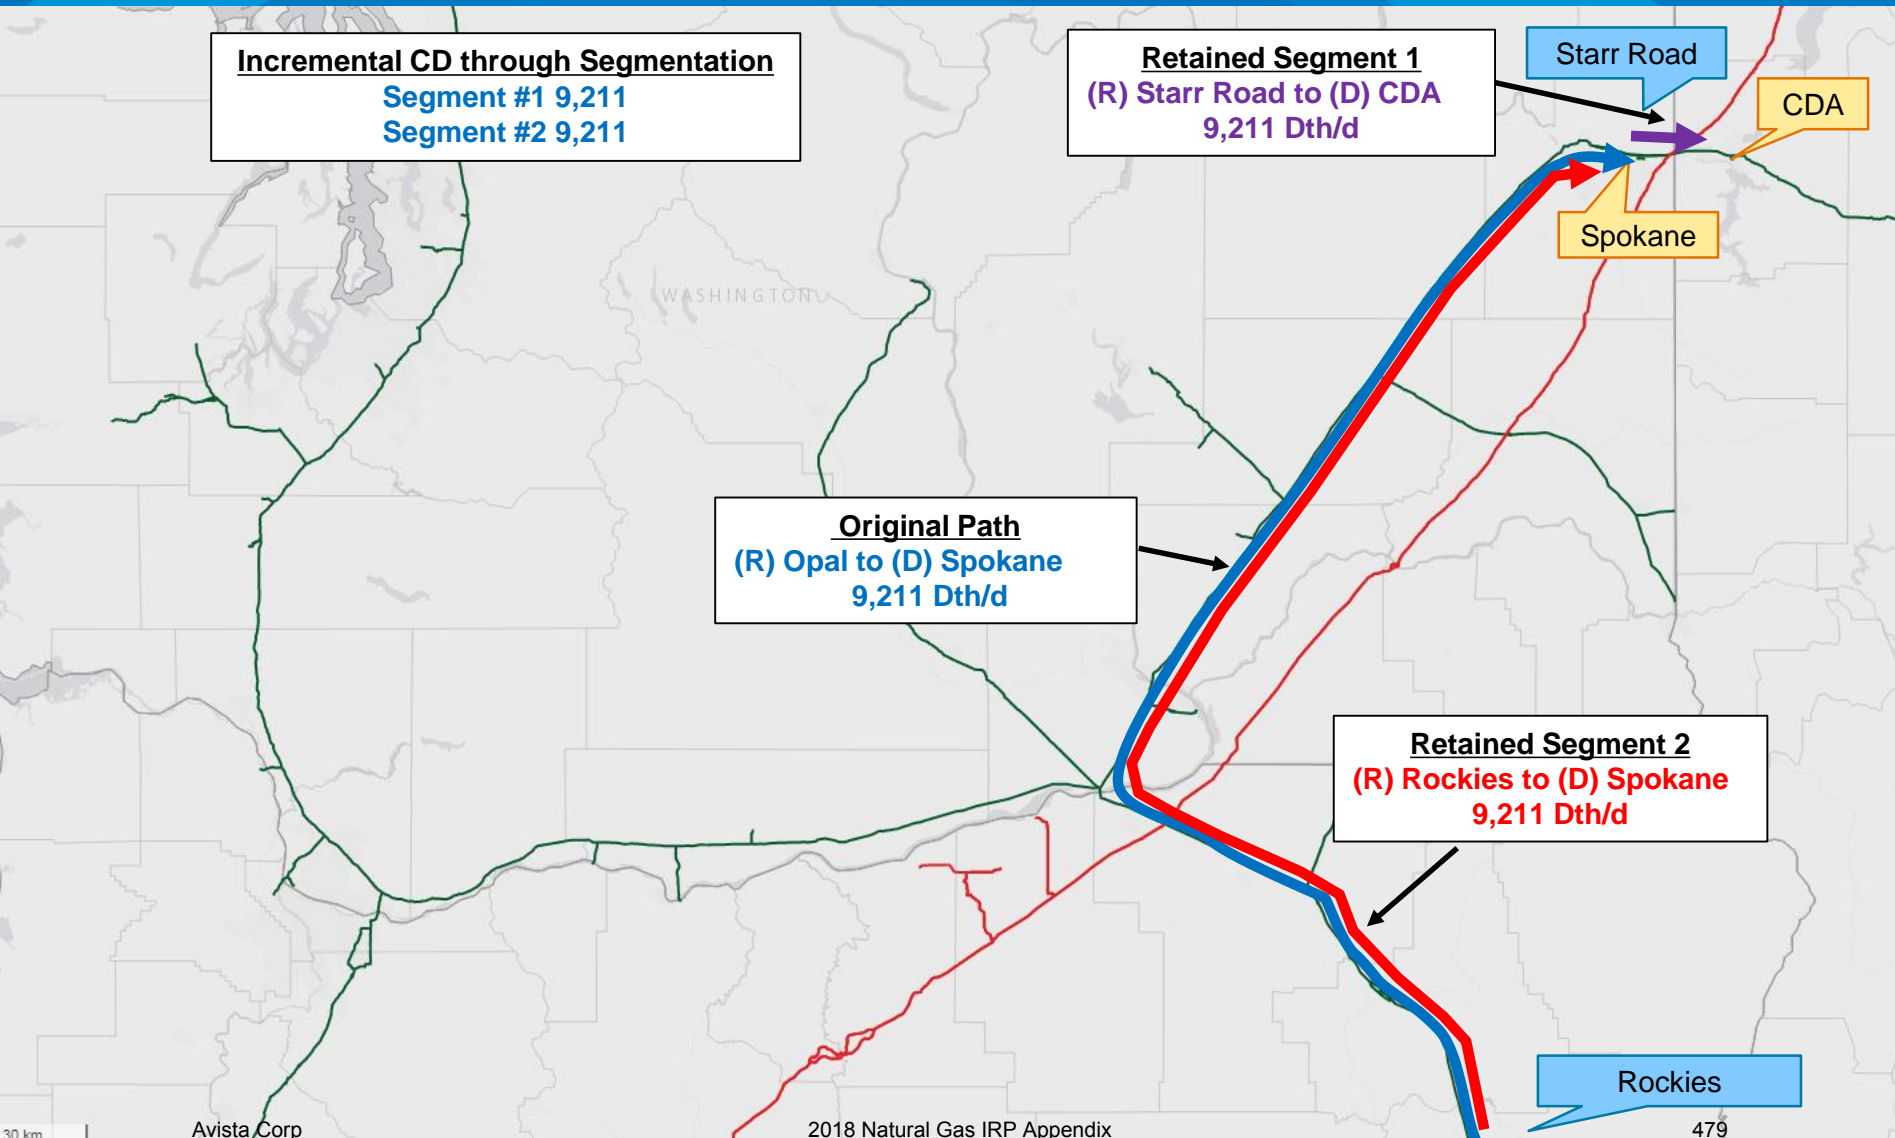 Incremental CD through Segmentation
Segment #1 9,211
Segment #2 9,211
Retained Segment 1
(R) Starr Road to (D) CDA
9,211 Dth/d
Starr Road
CDA
Spokane
WASHINGTON
Original Path
(R) Opal to (D) Spokane
9,211 Dth/d
Retained Segment 2
(R) Rockies to (D) Spokane
9,211 Dth/d
Rockies
30 km
Avista Corp
2018 Natural Gas IRP Appendix
479